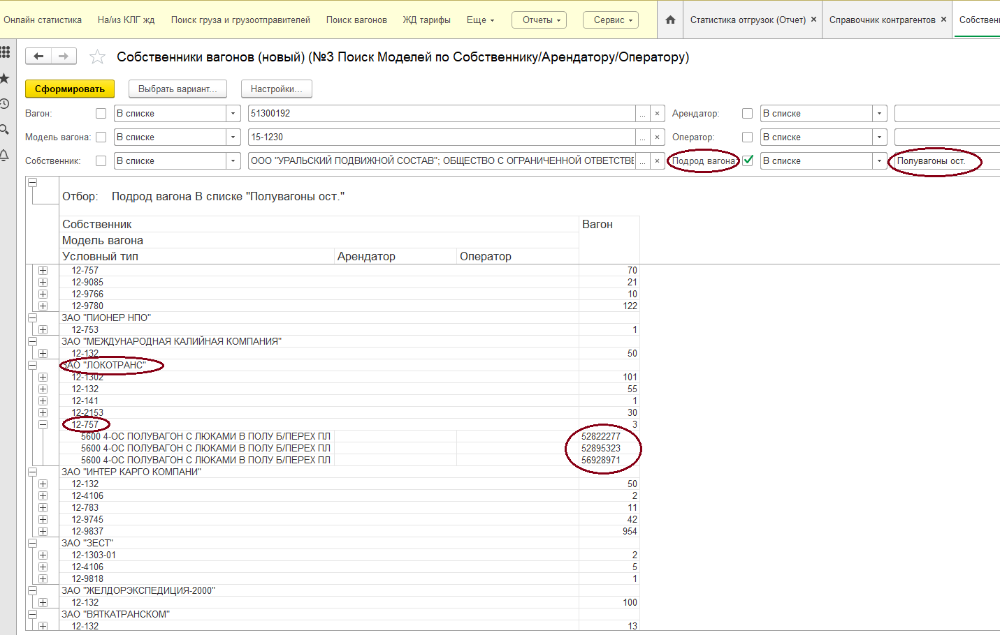 Онлайн статистика На/из КЛГ жд Поиск груза и грузоотправителей Поиск вагонов ЖД тарифы Еще Отчеты Сервис Статистика отгрузок (Отчет) × Справочник контрагентов × Собствен
Собственники вагонов (новый) (№3 Поиск Моделей по Собственнику/Арендатору/Оператору)
Сформировать Выбрать вариант... Настройки...
Вагон: В списке 51300192 ... × Арендатор: В списке
Модель вагона: В списке 15-1230 ... × Оператор: В списке
Собственник: В списке ООО "УРАЛЬСКИЙ ПОДВИЖНОЙ СОСТАВ"; ОБЩЕСТВО С ОГРАНИЧЕННОЙ ОТВЕТСТВЕ ... × Подрод вагона: В списке Полувагоны ост.
Отбор: Подрод вагона В списке "Полувагоны ост."
Собственник Вагон
Модель вагона
Условный тип Арендатор Оператор
12-757 70
12-9085 21
12-9766 10
12-9780 122
ЗАО "ПИОНЕР НПО"
12-753 1
ЗАО "МЕЖДУНАРОДНАЯ КАЛИЙНАЯ КОМПАНИЯ"
12-132 50
ЗАО "ЛОКОТРАНС"
12-1302 101
12-132 55
12-141 1
12-2153 30
12-757 3
5600 4-ОС ПОЛУВАГОН С ЛЮКАМИ В ПОЛУ Б/ПЕРЕХ ПЛ 52822277
5600 4-ОС ПОЛУВАГОН С ЛЮКАМИ В ПОЛУ Б/ПЕРЕХ ПЛ 52895323
5600 4-ОС ПОЛУВАГОН С ЛЮКАМИ В ПОЛУ Б/ПЕРЕХ ПЛ 56928971
ЗАО "ИНТЕР КАРГО КОМПАНИ"
12-132 50
12-4106 2
12-783 11
12-9745 42
12-9837 954
ЗАО "ЗЕСТ"
12-1303-01 2
12-4106 5
12-9818 1
ЗАО "ЖЕЛДОРЭКСПЕДИЦИЯ-2000"
12-132 100
ЗАО "ВЯТКАТРАНСКОМ"
12-132 13